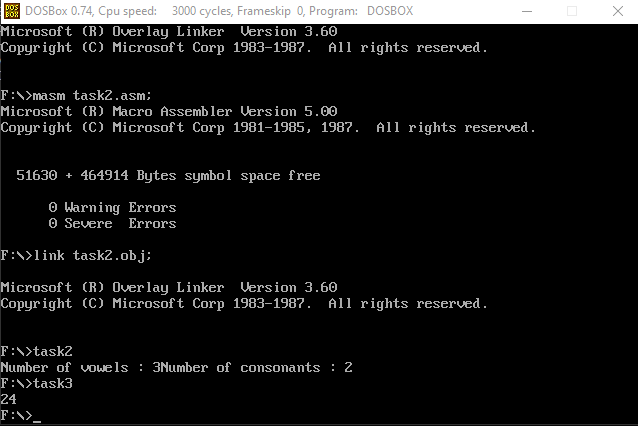 DOS
BOX
DOSBox 0.74, Cpu speed: 3000 cycles, Frameskip 0, Program: DOSBOX
Microsoft (R) Overlay Linker Version 3.60
Copyright (C) Microsoft Corp 1983-1987. All rights reserved.
F:\>masm task2.asm;
Microsoft (R) Macro Assembler Version 5.00
Copyright (C) Microsoft Corp 1981-1985, 1987. All rights reserved.
51630 + 464914 Bytes symbol space free
0 Warning Errors
0 Severe Errors
F:\>link task2.obj;
Microsoft (R) Overlay Linker Version 3.60
Copyright (C) Microsoft Corp 1983-1987. All rights reserved.
F:\>task2
Number of vowels : 3Number of consonants : 2
F:\>task3
24
F:\>_